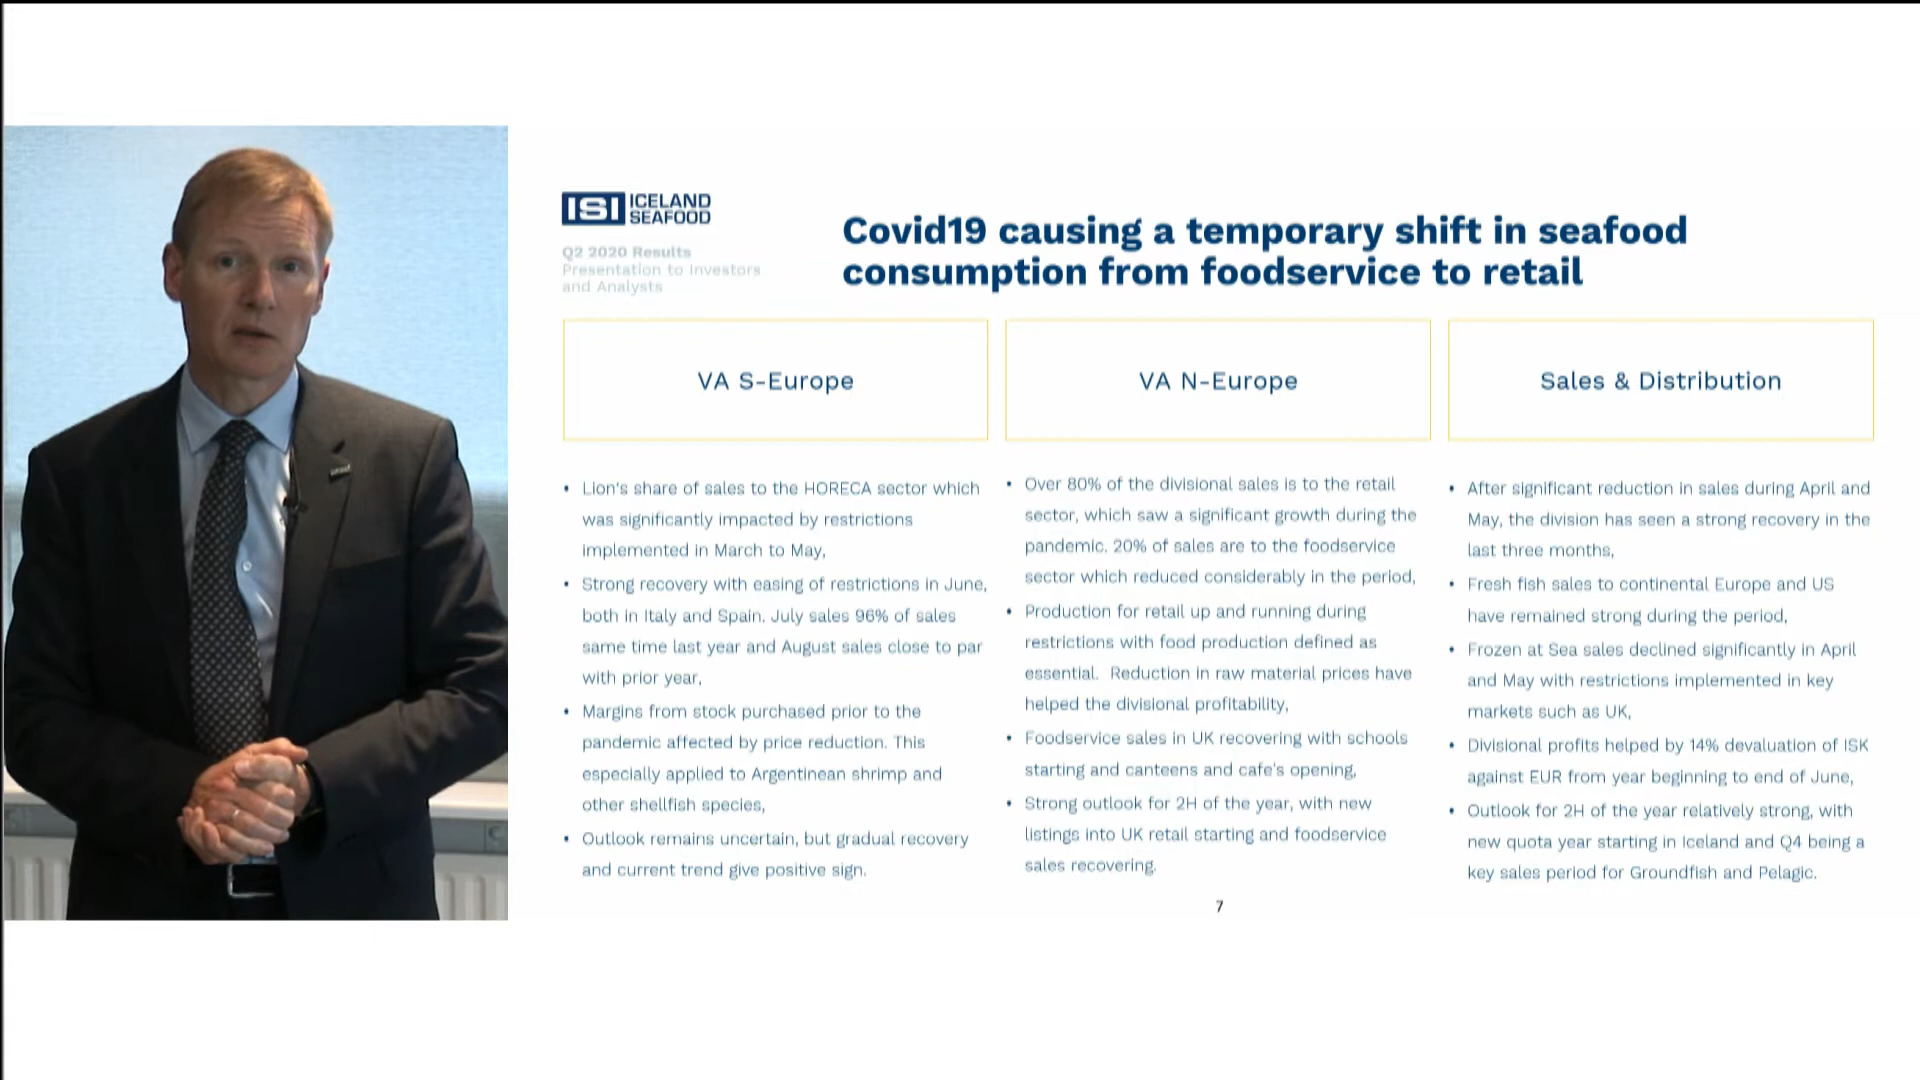 ISI ICELAND
SEAFOOD
Q2 2020 Results
Presentation to Investors
and Analysts
Covid19 causing a temporary shift in seafood
consumption from foodservice to retail
VA S-Europe
• Lion's share of sales to the HORECA sector which
was significantly impacted by restrictions
implemented in March to May,
• Strong recovery with easing of restrictions in June,
both in Italy and Spain. July sales 96% of sales
same time last year and August sales close to par
with prior year,
• Margins from stock purchased prior to the
pandemic affected by price reduction. This
especially applied to Argentinean shrimp and
other shellfish species,
• Outlook remains uncertain, but gradual recovery
and current trend give positive sign.
VA N-Europe
• Over 80% of the divisional sales is to the retail
sector, which saw a significant growth during the
pandemic. 20% of sales are to the foodservice
sector which reduced considerably in the period,
• Production for retail up and running during
restrictions with food production defined as
essential. Reduction in raw material prices have
helped the divisional profitability,
• Foodservice sales in UK recovering with schools
starting and canteens and cafe's opening,
• Strong outlook for 2H of the year, with new
listings into UK retail starting and foodservice
sales recovering.
Sales & Distribution
• After significant reduction in sales during April and
May, the division has seen a strong recovery in the
last three months,
• Fresh fish sales to continental Europe and US
have remained strong during the period,
• Frozen at Sea sales declined significantly in April
and May with restrictions implemented in key
markets such as UK,
• Divisional profits helped by 14% devaluation of ISK
against EUR from year beginning to end of June,
• Outlook for 2H of the year relatively strong, with
new quota year starting in Iceland and Q4 being a
key sales period for Groundfish and Pelagic.
7